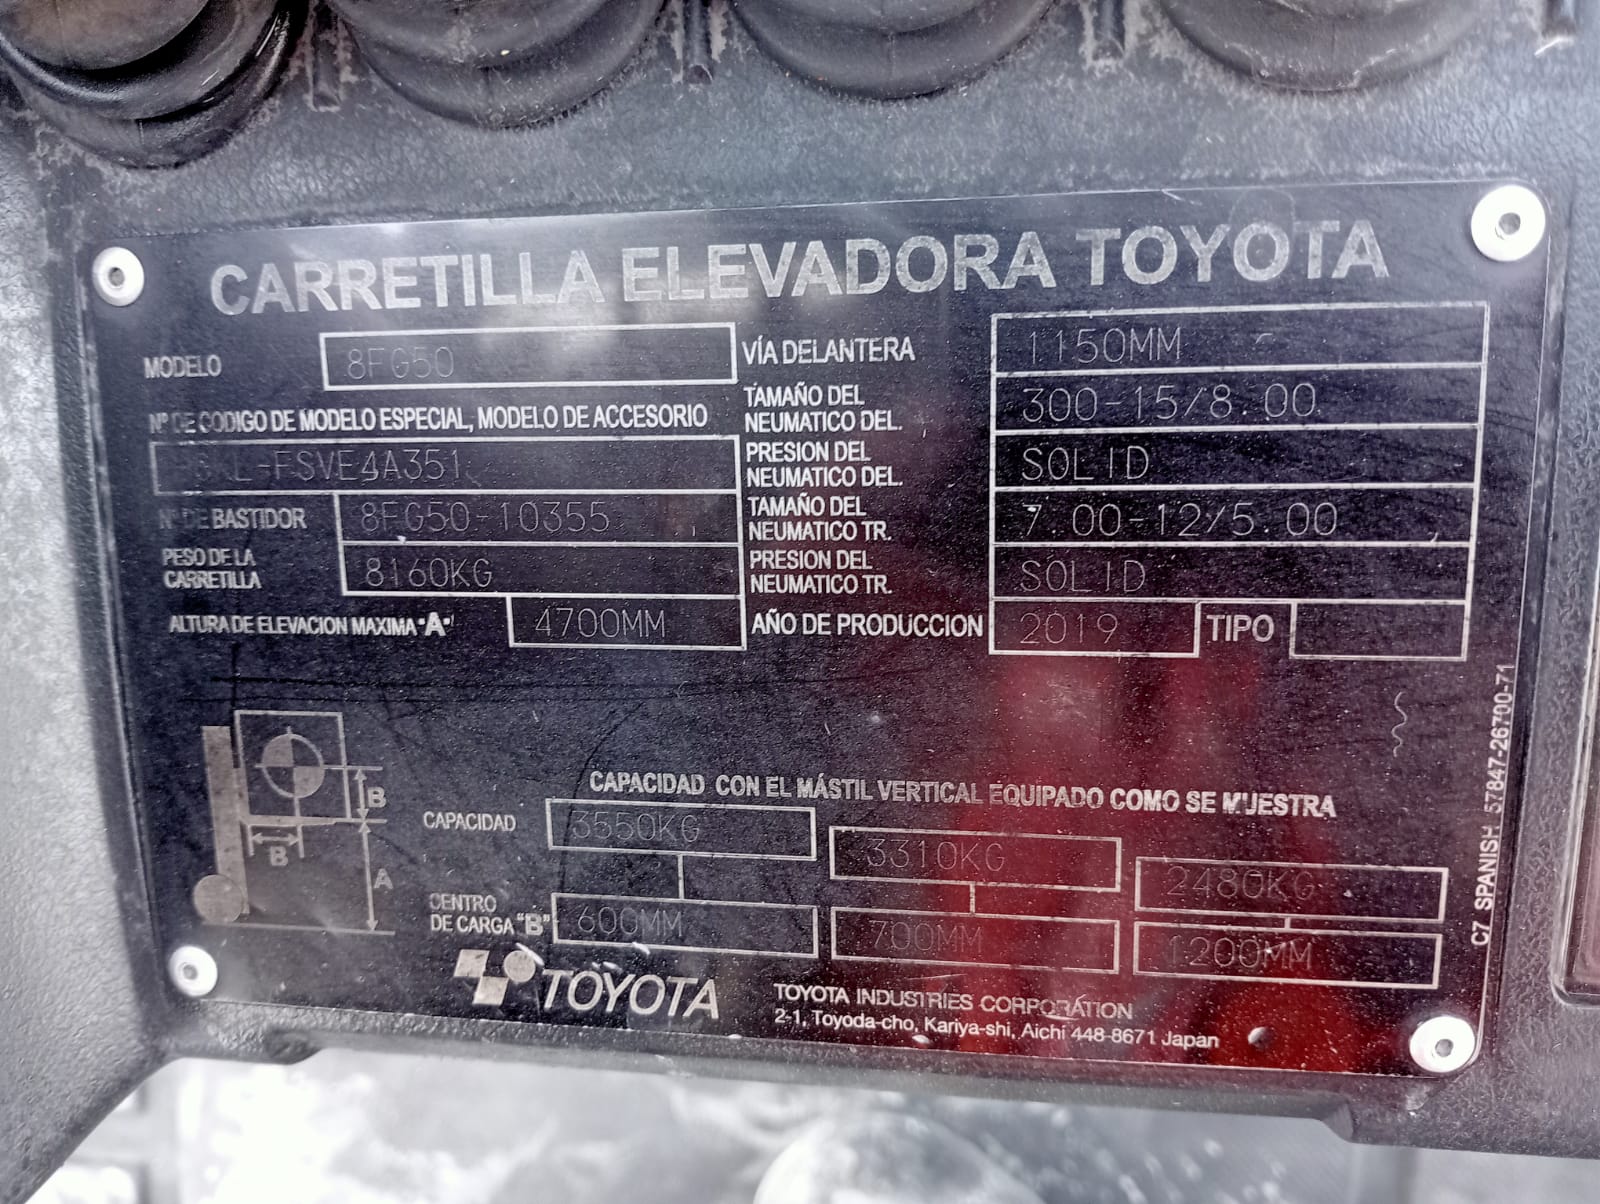 CARRETILLA ELEVADORA TOYOTA
MODELO 8FG50
Nº DE CODIGO DE MODELO ESPECIAL, MODELO DE ACCESORIO
Nº DE BASTIDOR 8FG50-10355
PESO DE LA
CARRETILLA 8160KG
ALTURA DE ELEVACION MAXIMA "A" 4700MM
VÍA DELANTERA 1150MM
TAMAÑO DEL
NEUMATICO DEL. 300-15/8.00
PRESION DEL
NEUMATICO DEL. SOLID
TAMAÑO DEL
NEUMATICO TR. 7.00-12/5.00
PRESION DEL
NEUMATICO TR. SOLID
AÑO DE PRODUCCION 2019 TIPO
B
B
A
CAPACIDAD CON EL MÁSTIL VERTICAL EQUIPADO COMO SE MUESTRA
CAPACIDAD 3550KG 3310KG 2480KG
CENTRO
DE CARGA "B" 600MM 700MM 1200MM
TOYOTA
TOYOTA INDUSTRIES CORPORATION
2-1, Toyoda-cho, Kariya-shi, Aichi 448-8671 Japan
C7 SPANISH 57847-26700-71